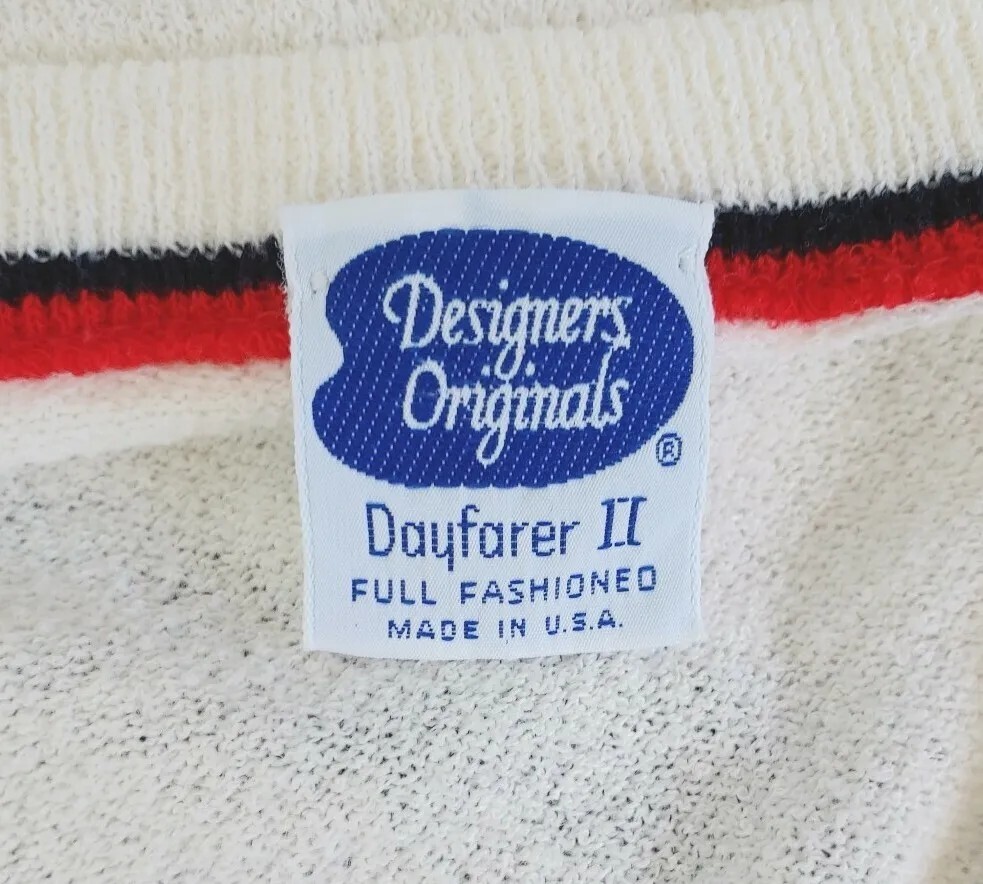 Designers
Originals
®
Dayfarer II
FULL FASHIONED
MADE IN U.S.A.